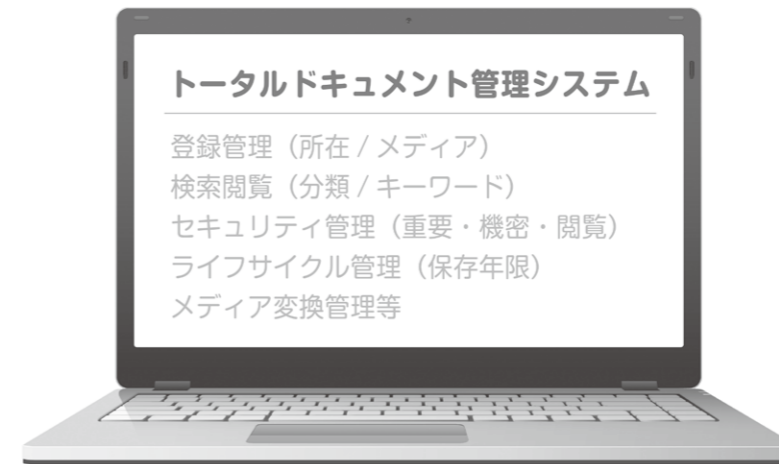 トータルドキュメント管理システム
登録管理（所在 / メディア）
検索閲覧（分類 / キーワード）
セキュリティ管理（重要・機密・閲覧）
ライフサイクル管理（保存年限）
メディア変換管理等